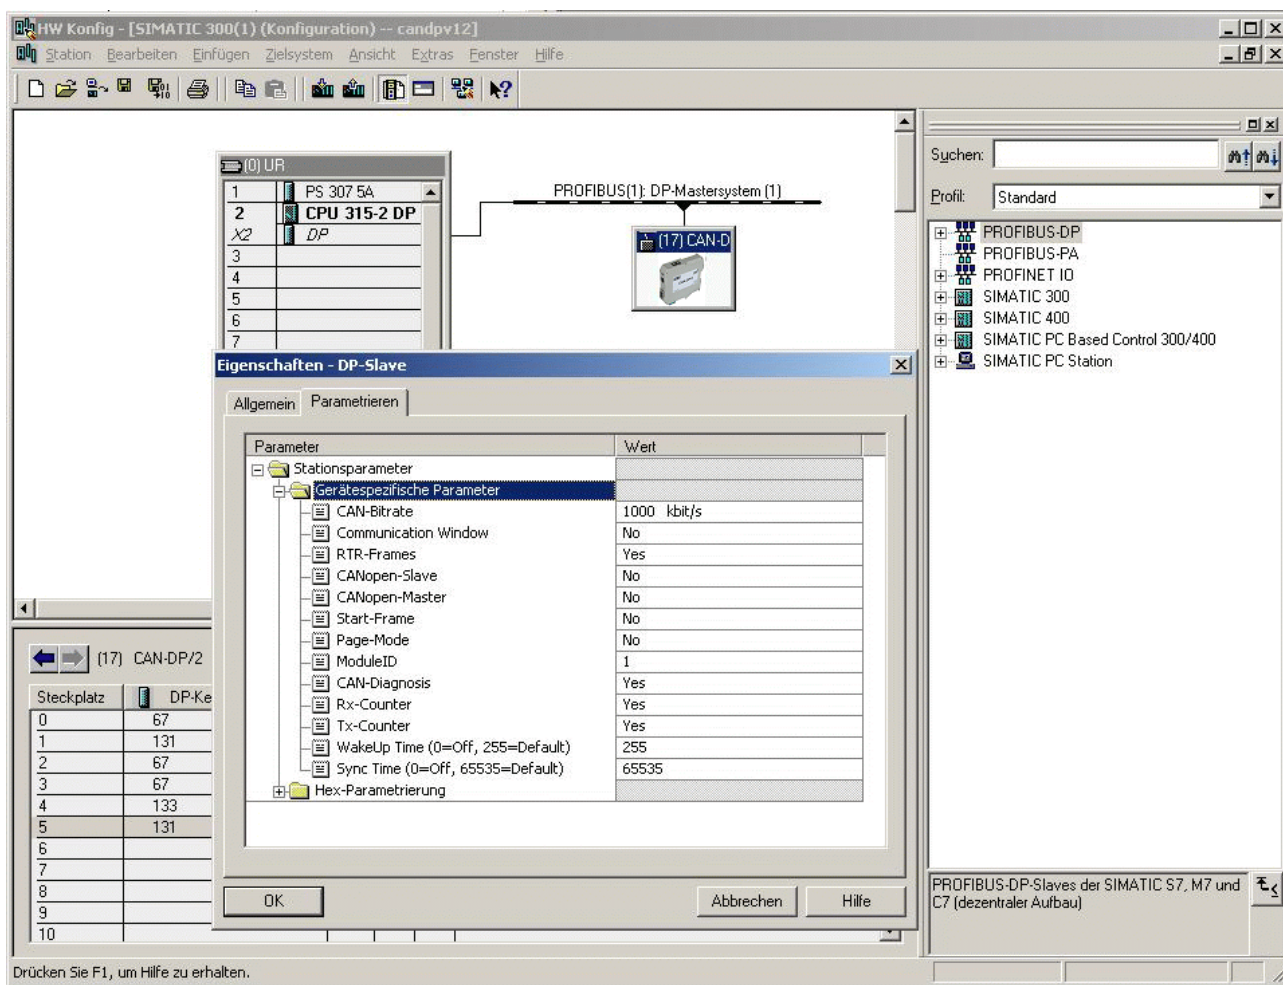 HW Konfig - [SIMATIC 300(1) (Konfiguration) -- candpv12]
Station Bearbeiten Einfügen Zielsystem Ansicht Extras Fenster Hilfe
(0) UR
1 PS 307 5A
2 CPU 315-2 DP
X2 DP
3
4
5
6
7
PROFIBUS(1): DP-Mastersystem (1)
(17) CAN-D
Suchen:
Profil: Standard
PROFIBUS-DP
PROFIBUS-PA
PROFINET IO
SIMATIC 300
SIMATIC 400
SIMATIC PC Based Control 300/400
SIMATIC PC Station
Eigenschaften - DP-Slave
Allgemein Parametrieren
Parameter Wert
Stationsparameter
Gerätespezifische Parameter
CAN-Bitrate 1000 kbit/s
Communication Window No
RTR-Frames Yes
CANopen-Slave No
CANopen-Master No
Start-Frame No
Page-Mode No
ModuleID 1
CAN-Diagnosis Yes
Rx-Counter Yes
Tx-Counter Yes
WakeUp Time (0=Off, 255=Default) 255
Sync Time (0=Off, 65535=Default) 65535
Hex-Parametrierung
OK Abbrechen Hilfe
(17) CAN-DP/2
Steckplatz DP-Ke
0 67
1 131
2 67
3 67
4 133
5 131
6
7
8
9
10
PROFIBUS-DP-Slaves der SIMATIC S7, M7 und
C7 (dezentraler Aufbau)
Drücken Sie F1, um Hilfe zu erhalten.